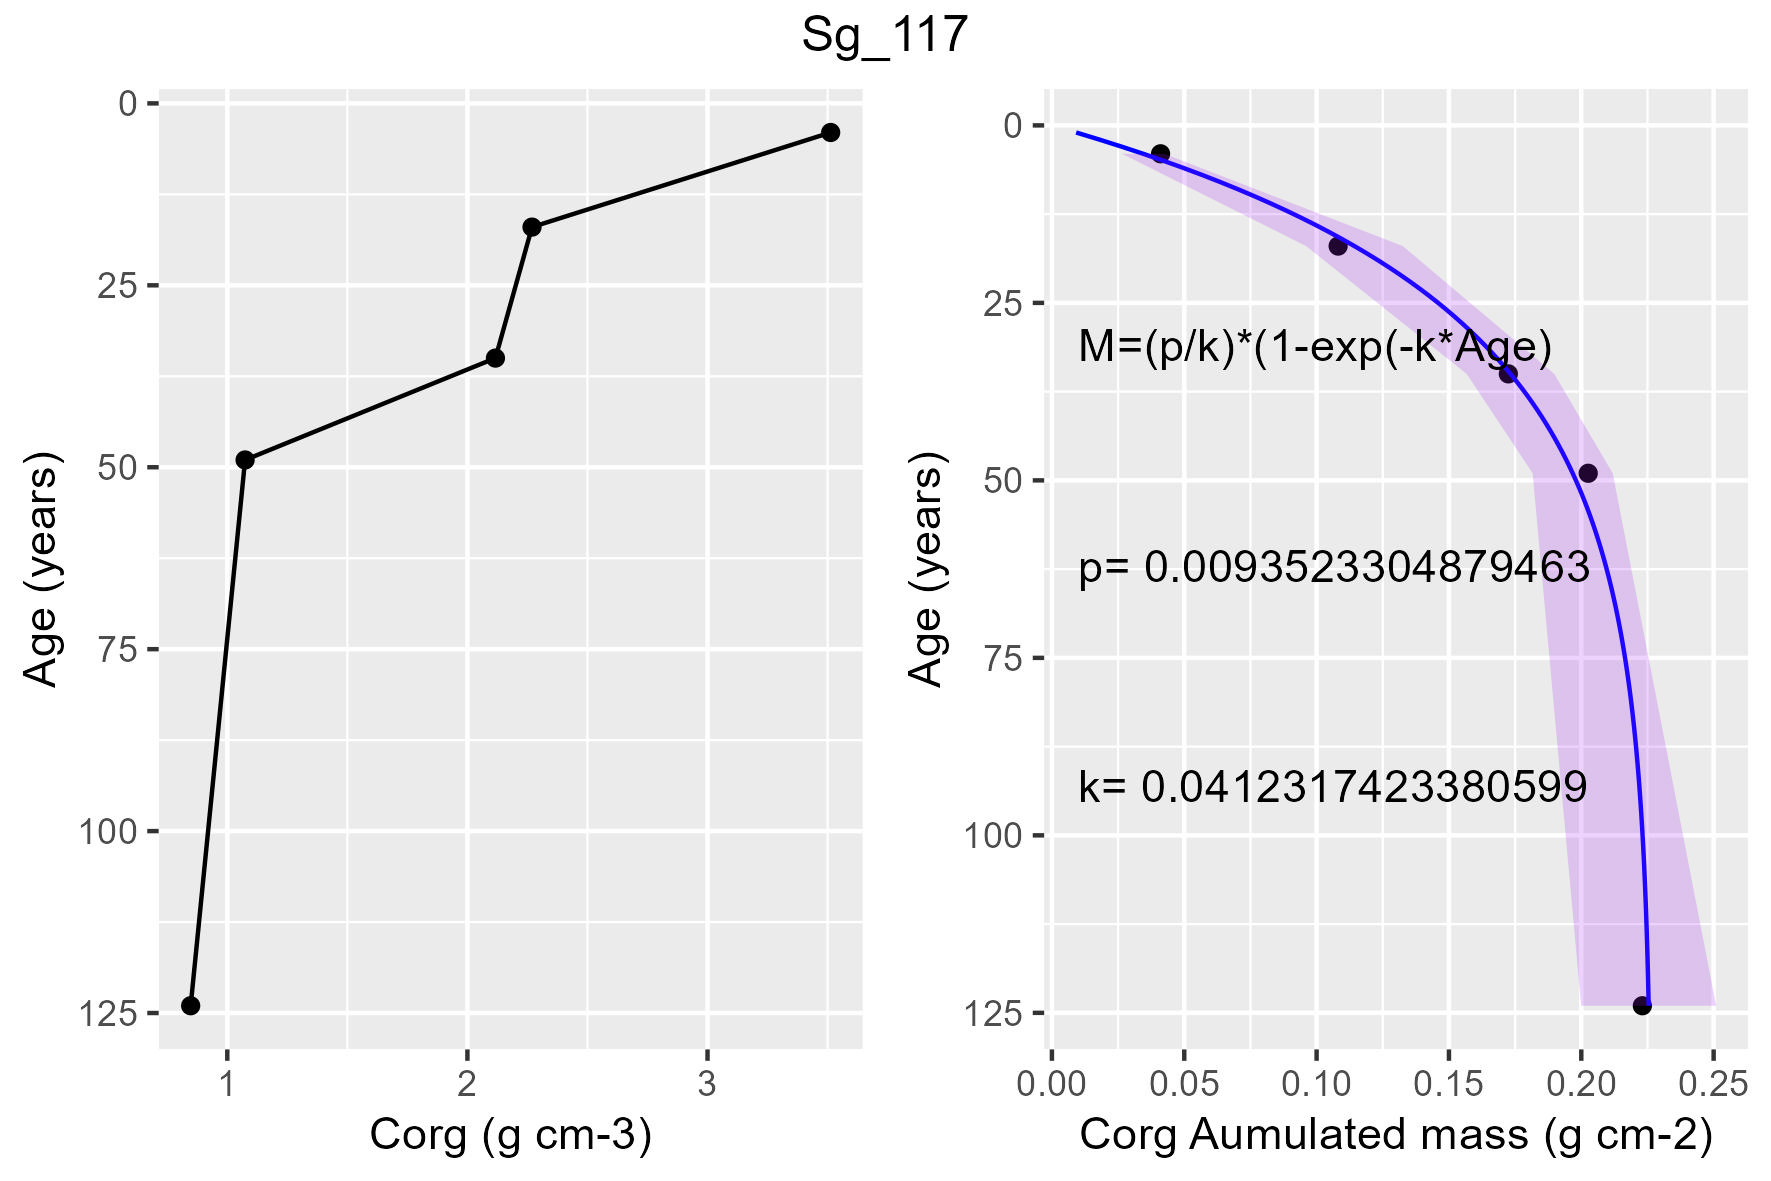 Sg_117
0
25
50
75
100
125
Age (years)
1
2
3
Corg (g cm-3)
0
25
50
75
100
125
Age (years)
M=(p/k)*(1-exp(-k*Age)
p= 0.0093523304879463
k= 0.0412317423380599
0.00
0.05
0.10
0.15
0.20
0.25
Corg Aumulated mass (g cm-2)